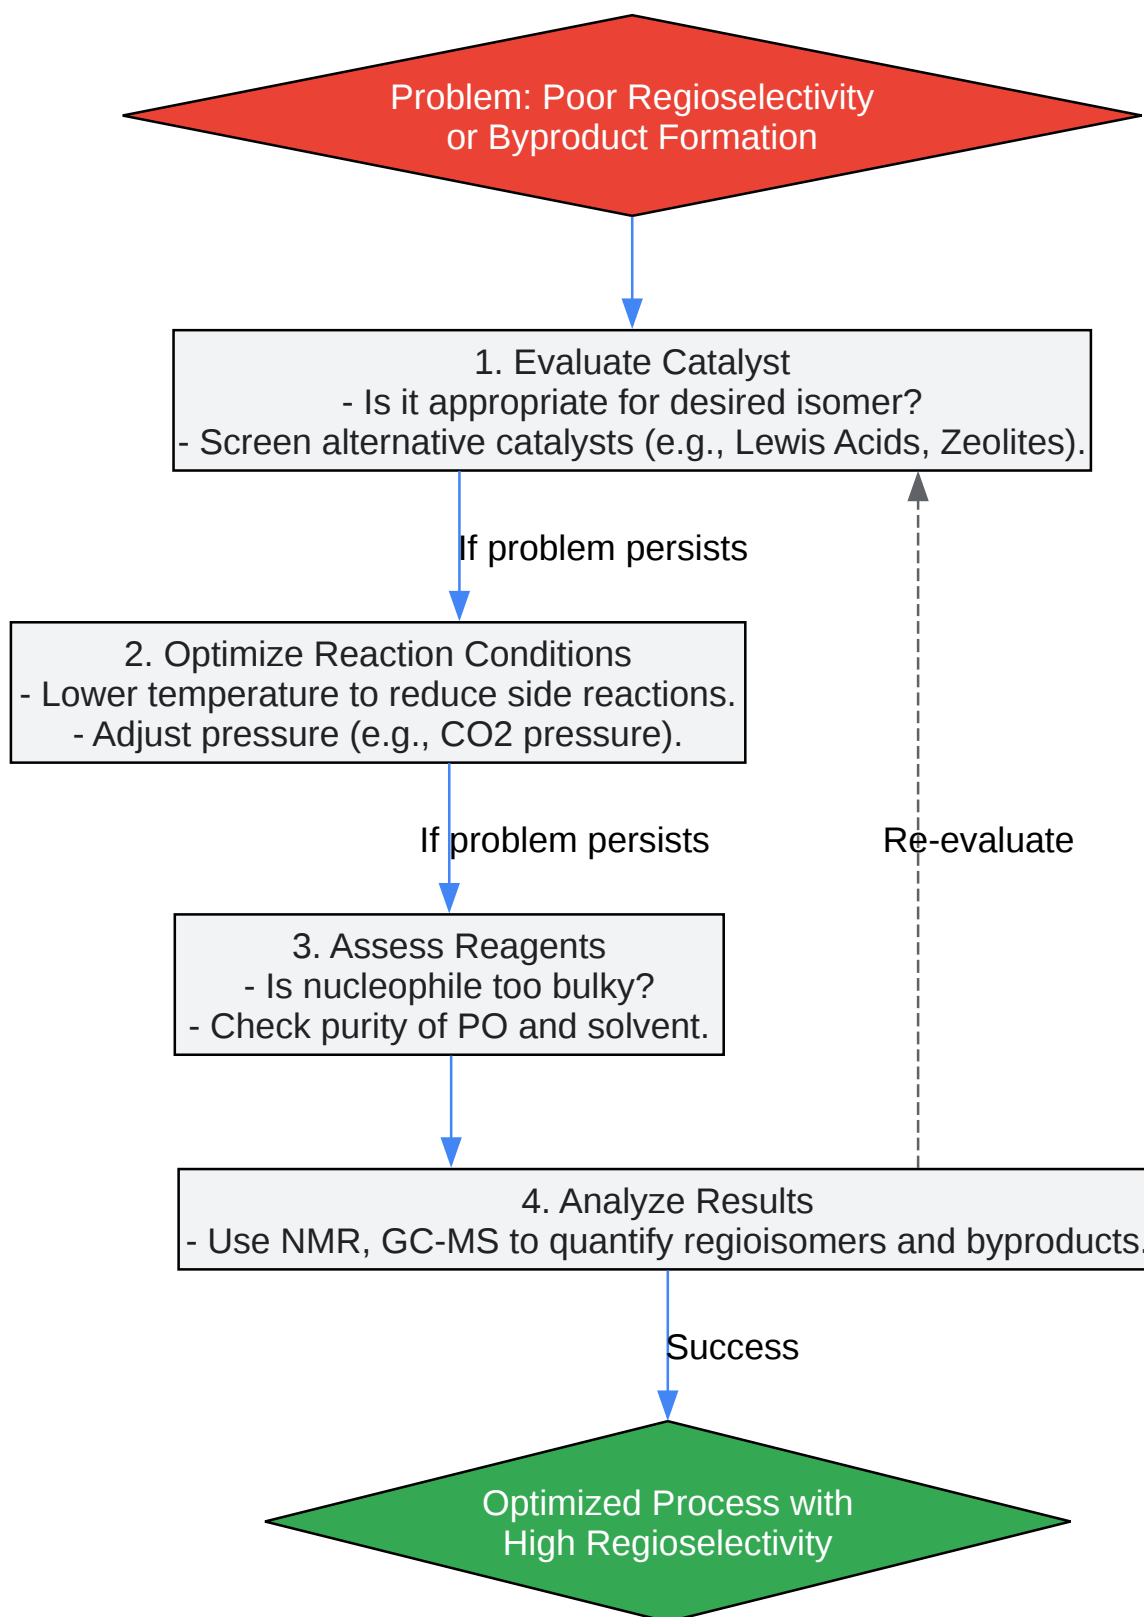 Problem: Poor Regioselectivity
or Byproduct Formation
1. Evaluate Catalyst
- Is it appropriate for desired isomer?
- Screen alternative catalysts (e.g., Lewis Acids, Zeolites).
If problem persists
2. Optimize Reaction Conditions
- Lower temperature to reduce side reactions.
- Adjust pressure (e.g., CO2 pressure).
If problem persists
Re-evaluate
3. Assess Reagents
- Is nucleophile too bulky?
- Check purity of PO and solvent.
4. Analyze Results
- Use NMR, GC-MS to quantify regioisomers and byproducts.
Success
Optimized Process with
High Regioselectivity